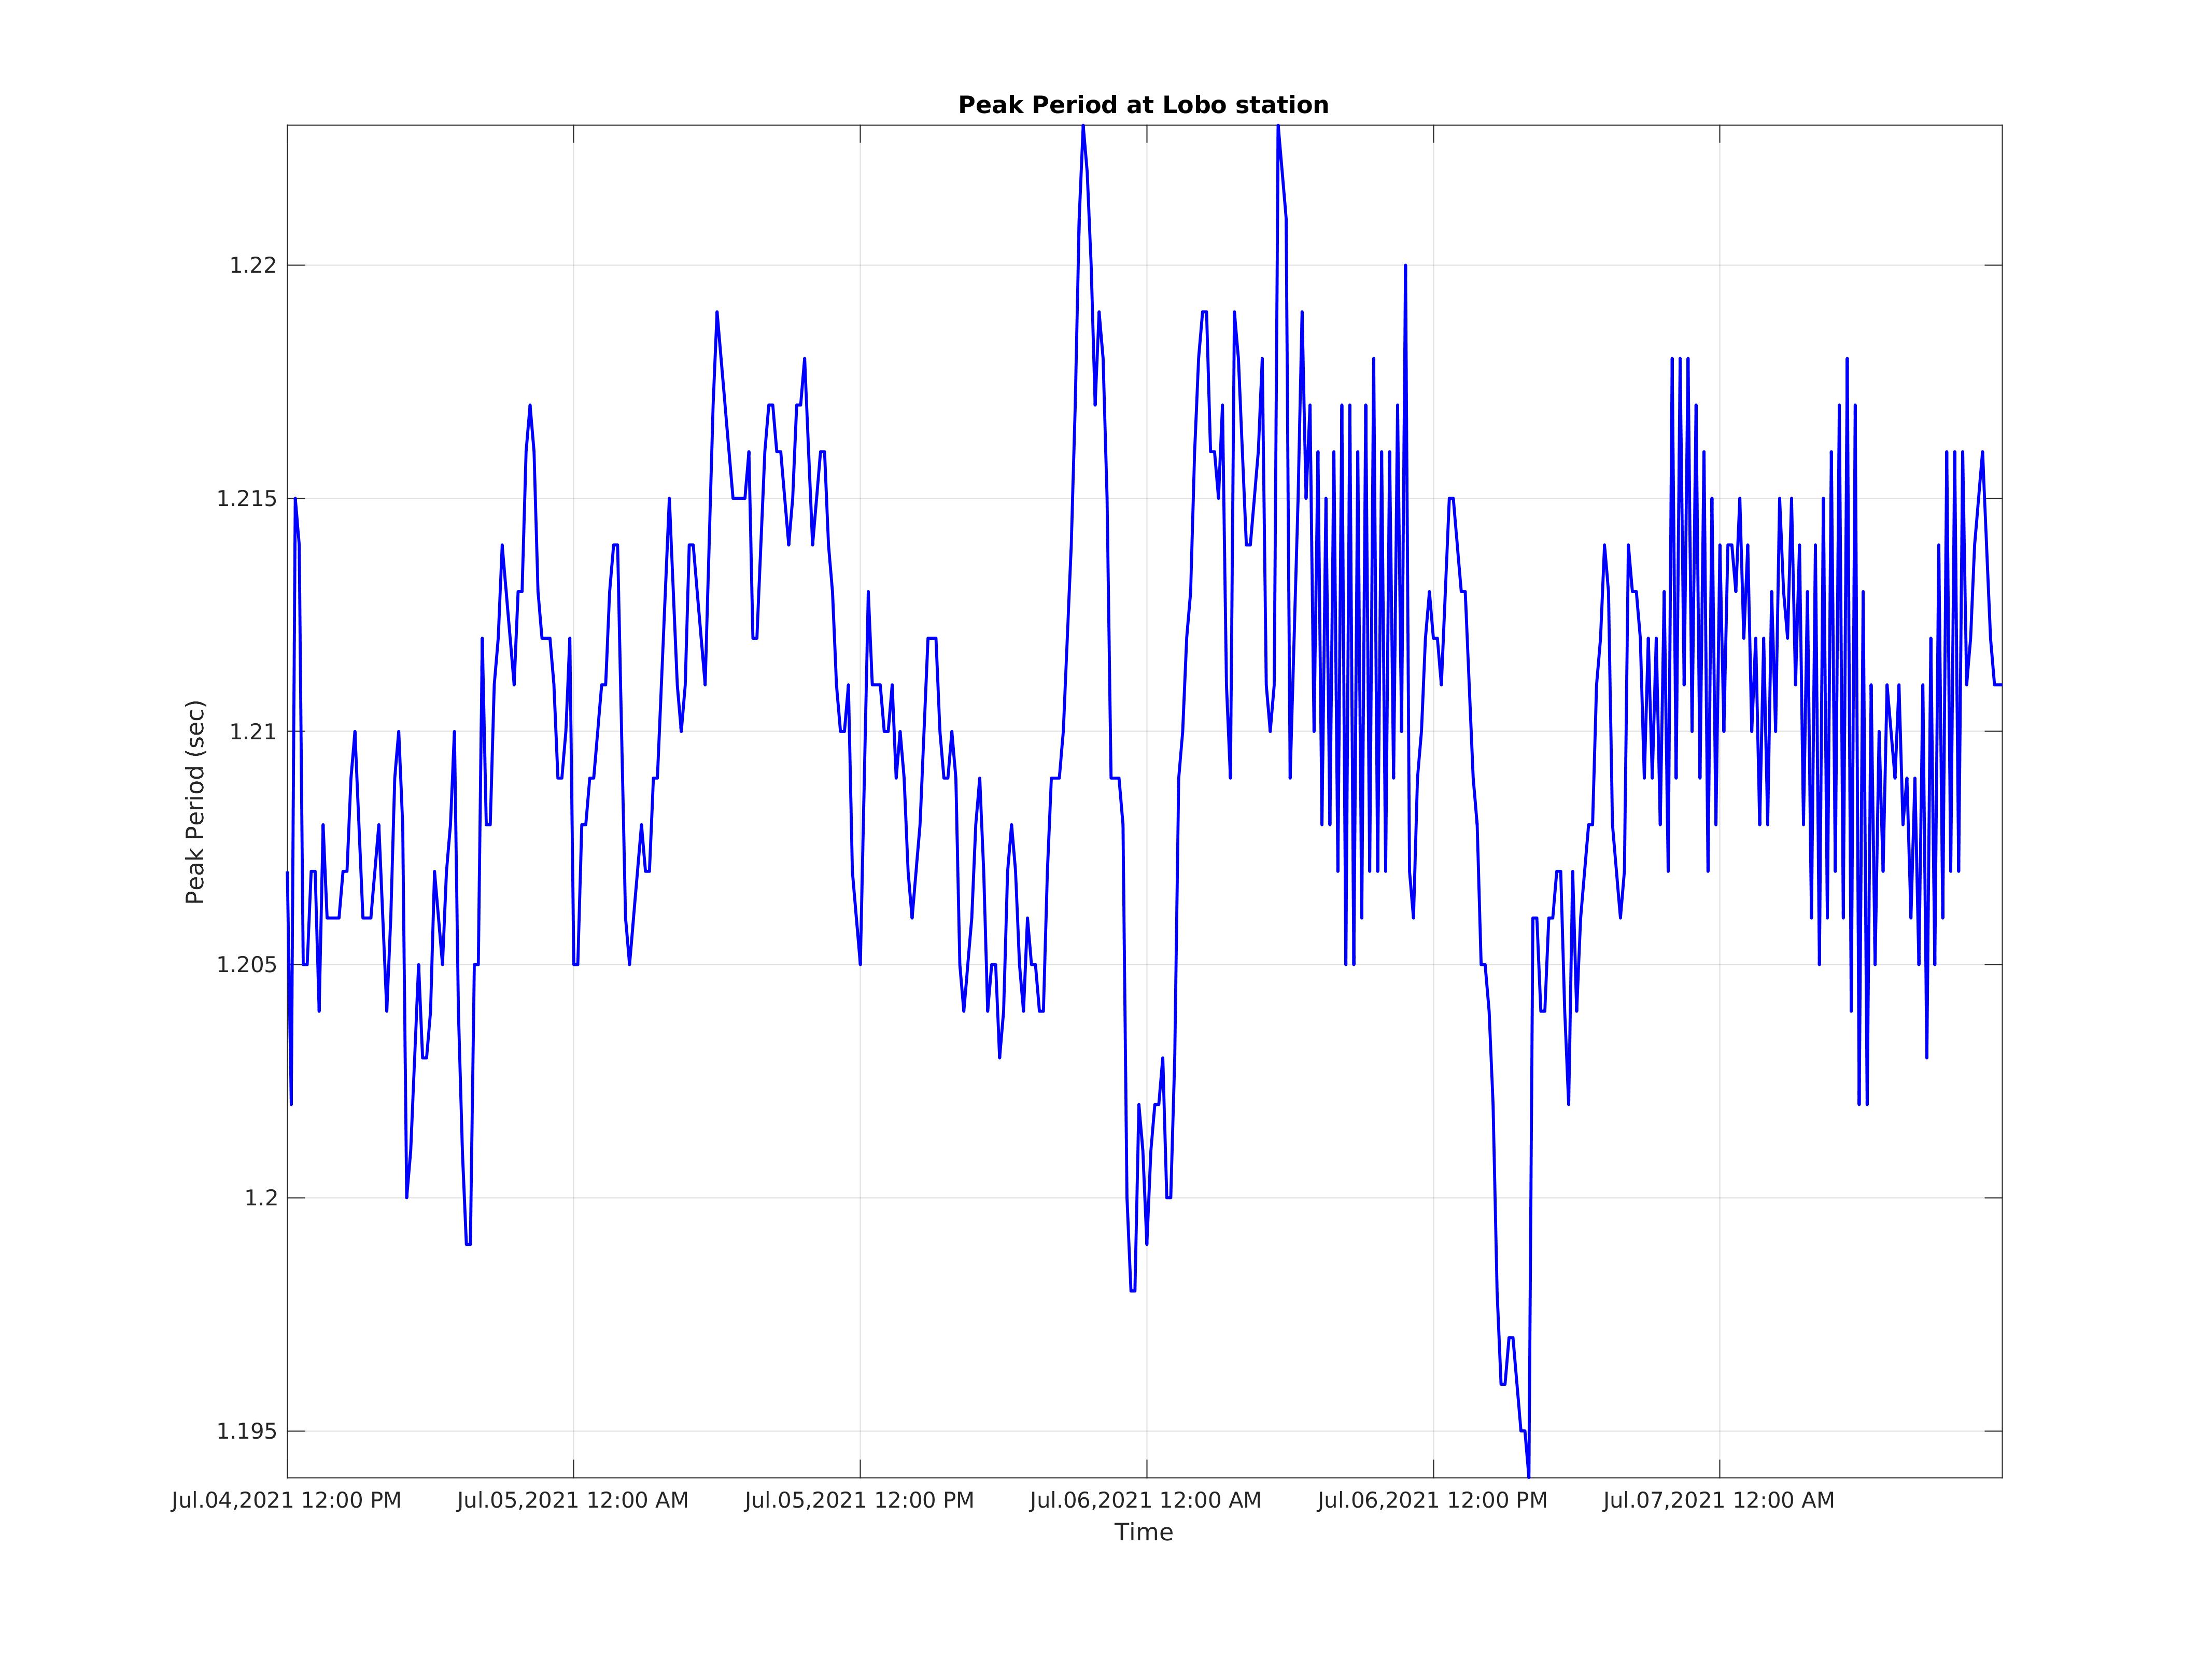 Peak Period at Lobo station
1.22
1.215
1.21
1.205
1.2
1.195
Peak Period (sec)
Jul.04,2021 12:00 PM
Jul.05,2021 12:00 AM
Jul.05,2021 12:00 PM
Jul.06,2021 12:00 AM
Jul.06,2021 12:00 PM
Jul.07,2021 12:00 AM
Time